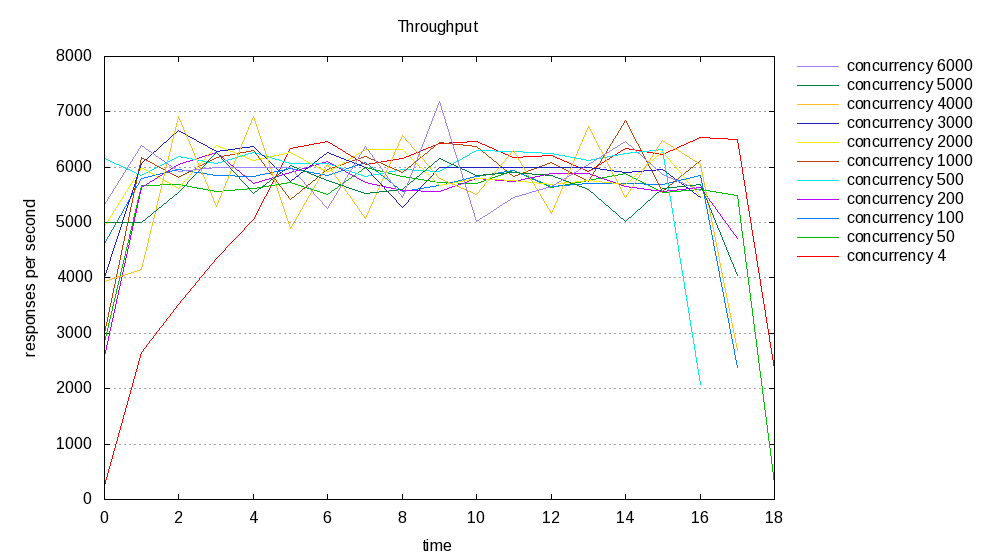 Throughput
8000
7000
6000
5000
4000
3000
2000
1000
0
responses per second
0 2 4 6 8 10 12 14 16 18
time
concurrency 6000
concurrency 5000
concurrency 4000
concurrency 3000
concurrency 2000
concurrency 1000
concurrency 500
concurrency 200
concurrency 100
concurrency 50
concurrency 4